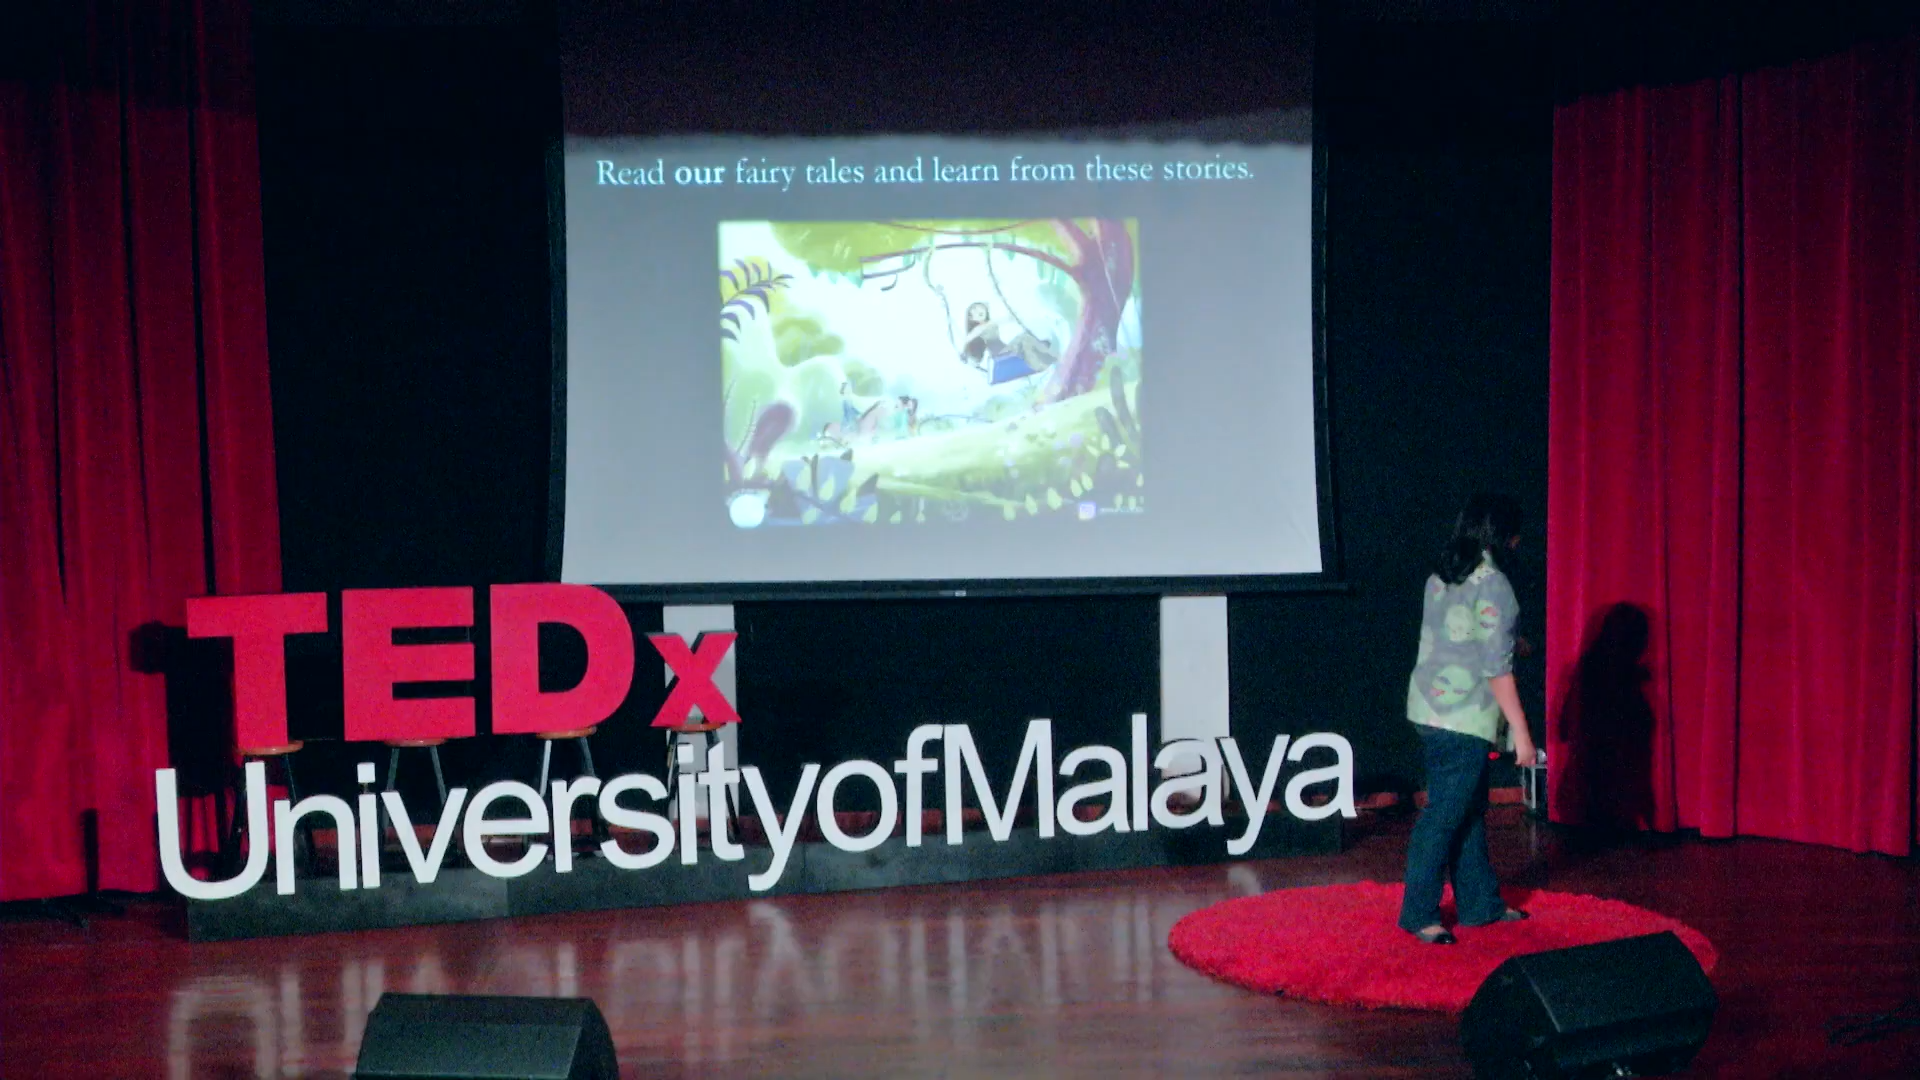 Read our fairy tales and learn from these stories.
TEDx
UniversityofMalaya